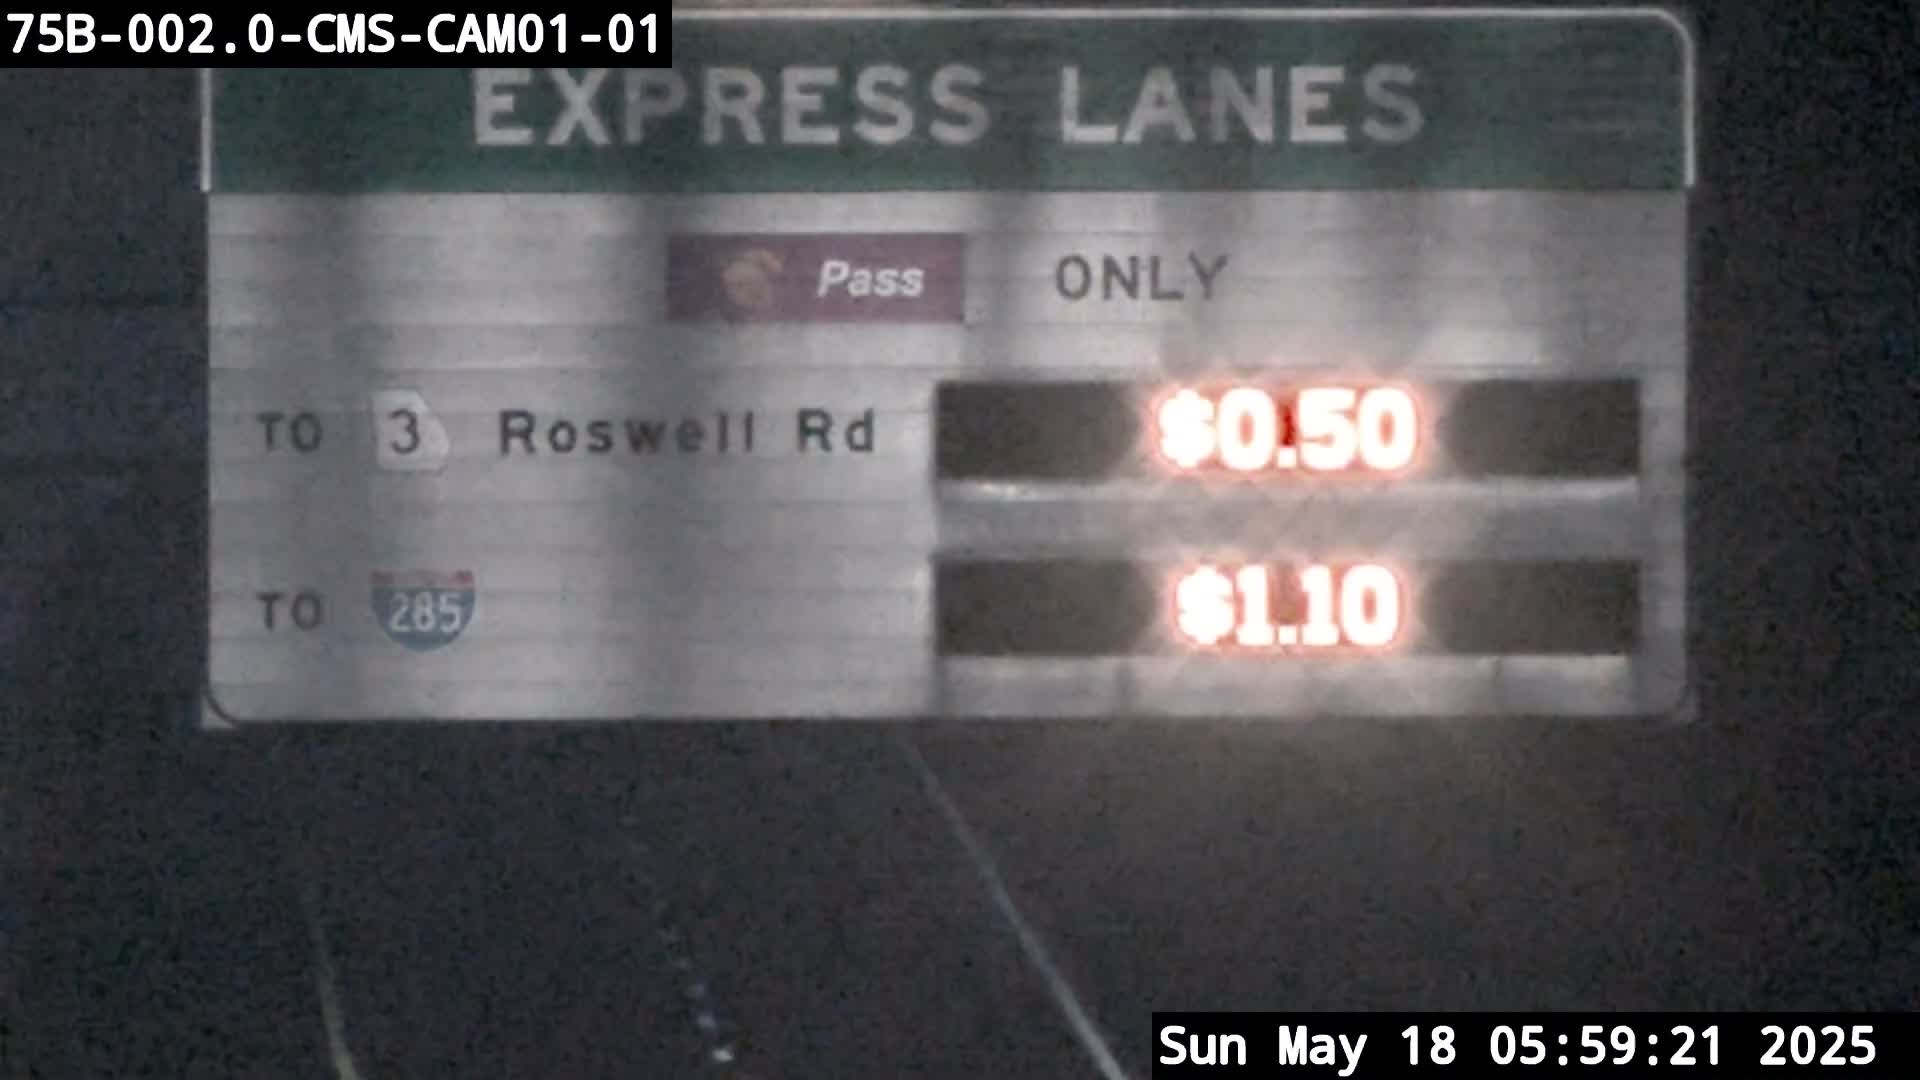 75B-002.0-CMS-CAM01-01
EXPRESS LANES
Pass ONLY
TO 3 Roswell Rd $0.50
TO 285 $1.10
Sun May 18 05:59:21 2025